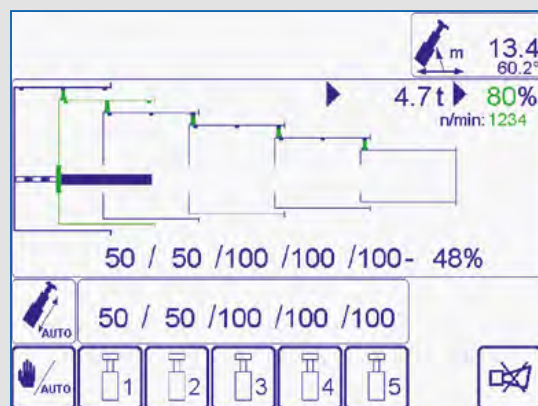 m 13.4
60.2°
4.7t 80%
n/min: 1234
50 / 50 /100 /100 /100- 48%
AUTO
50 / 50 /100 /100 /100
/AUTO 1 2 3 4 5